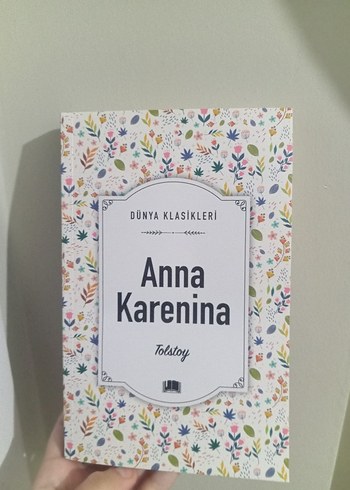 DÜNYA KLASİKLERİ
Anna
Karenina
Tolstoy